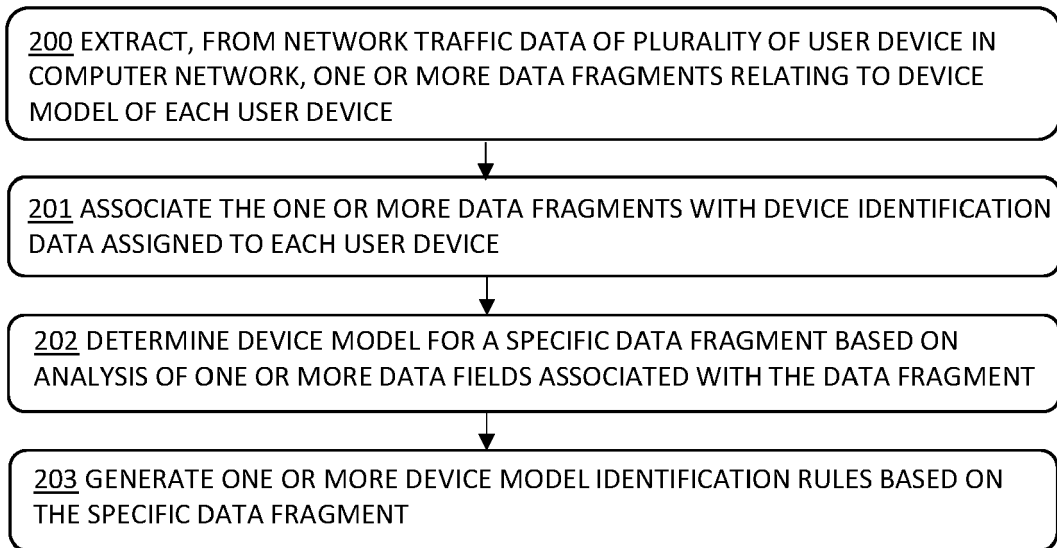 200 EXTRACT, FROM NETWORK TRAFFIC DATA OF PLURALITY OF USER DEVICE IN
COMPUTER NETWORK, ONE OR MORE DATA FRAGMENTS RELATING TO DEVICE
MODEL OF EACH USER DEVICE
201 ASSOCIATE THE ONE OR MORE DATA FRAGMENTS WITH DEVICE IDENTIFICATION
DATA ASSIGNED TO EACH USER DEVICE
202 DETERMINE DEVICE MODEL FOR A SPECIFIC DATA FRAGMENT BASED ON
ANALYSIS OF ONE OR MORE DATA FIELDS ASSOCIATED WITH THE DATA FRAGMENT
203 GENERATE ONE OR MORE DEVICE MODEL IDENTIFICATION RULES BASED ON
THE SPECIFIC DATA FRAGMENT